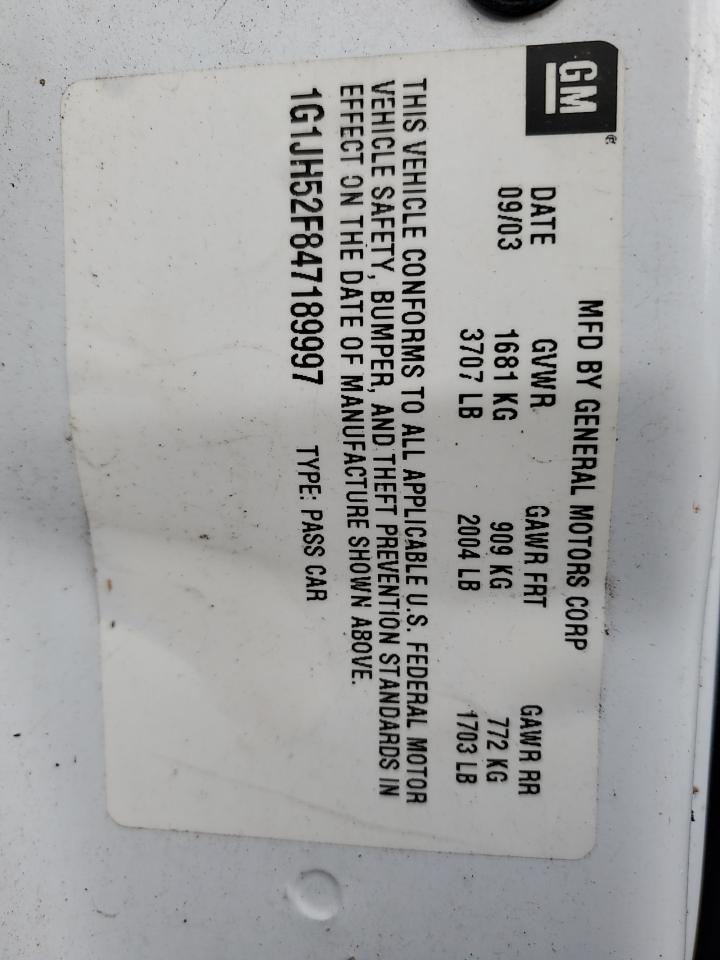 GM®
MFD BY GENERAL MOTORS CORP
DATE GVWR GAWR FRT GAWR RR
09/03 1681 KG 909 KG 772 KG
3707 LB 2004 LB 1703 LB
THIS VEHICLE CONFORMS TO ALL APPLICABLE U.S. FEDERAL MOTOR
VEHICLE SAFETY, BUMPER, AND THEFT PREVENTION STANDARDS IN
EFFECT ON THE DATE OF MANUFACTURE SHOWN ABOVE.
1G1JH52F847189997 TYPE: PASS CAR